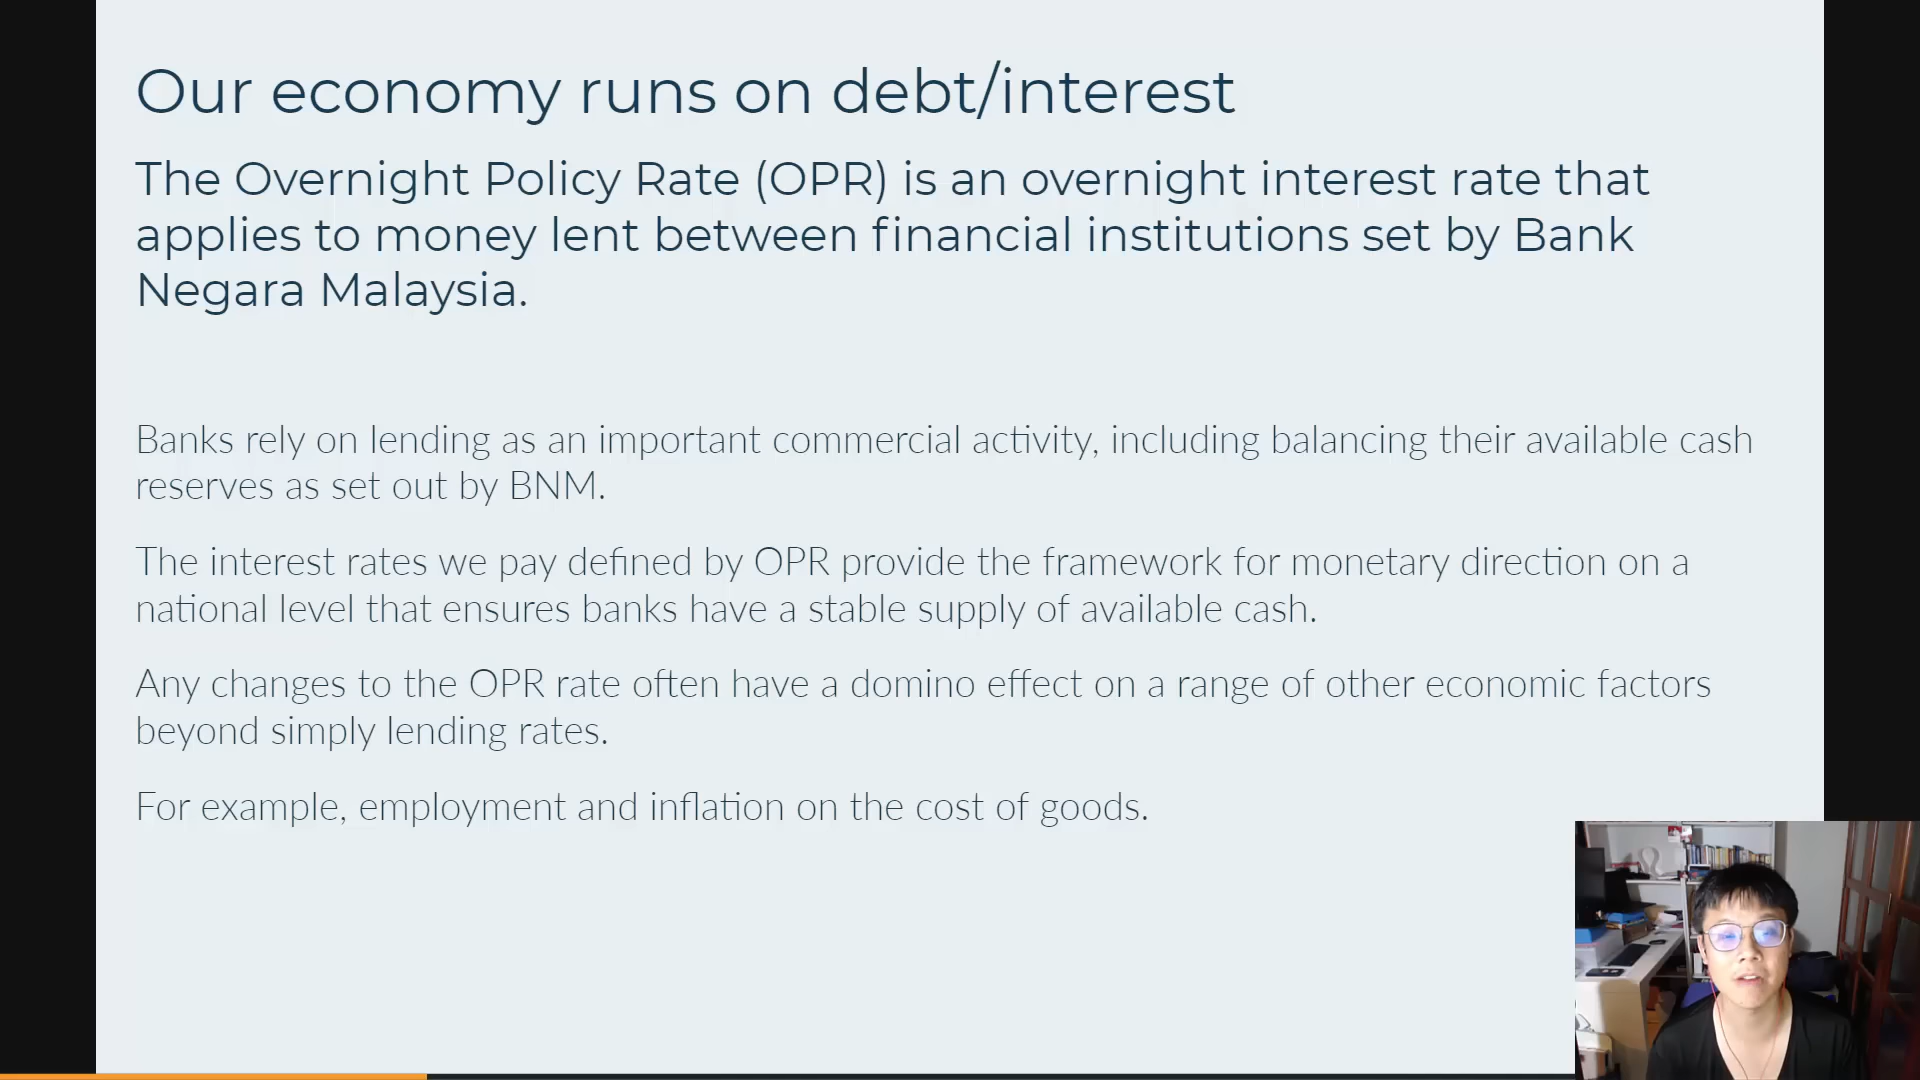 Our economy runs on debt/interest
The Overnight Policy Rate (OPR) is an overnight interest rate that
applies to money lent between financial institutions set by Bank
Negara Malaysia.
Banks rely on lending as an important commercial activity, including balancing their available cash
reserves as set out by BNM.
The interest rates we pay defined by OPR provide the framework for monetary direction on a
national level that ensures banks have a stable supply of available cash.
Any changes to the OPR rate often have a domino effect on a range of other economic factors
beyond simply lending rates.
For example, employment and inflation on the cost of goods.